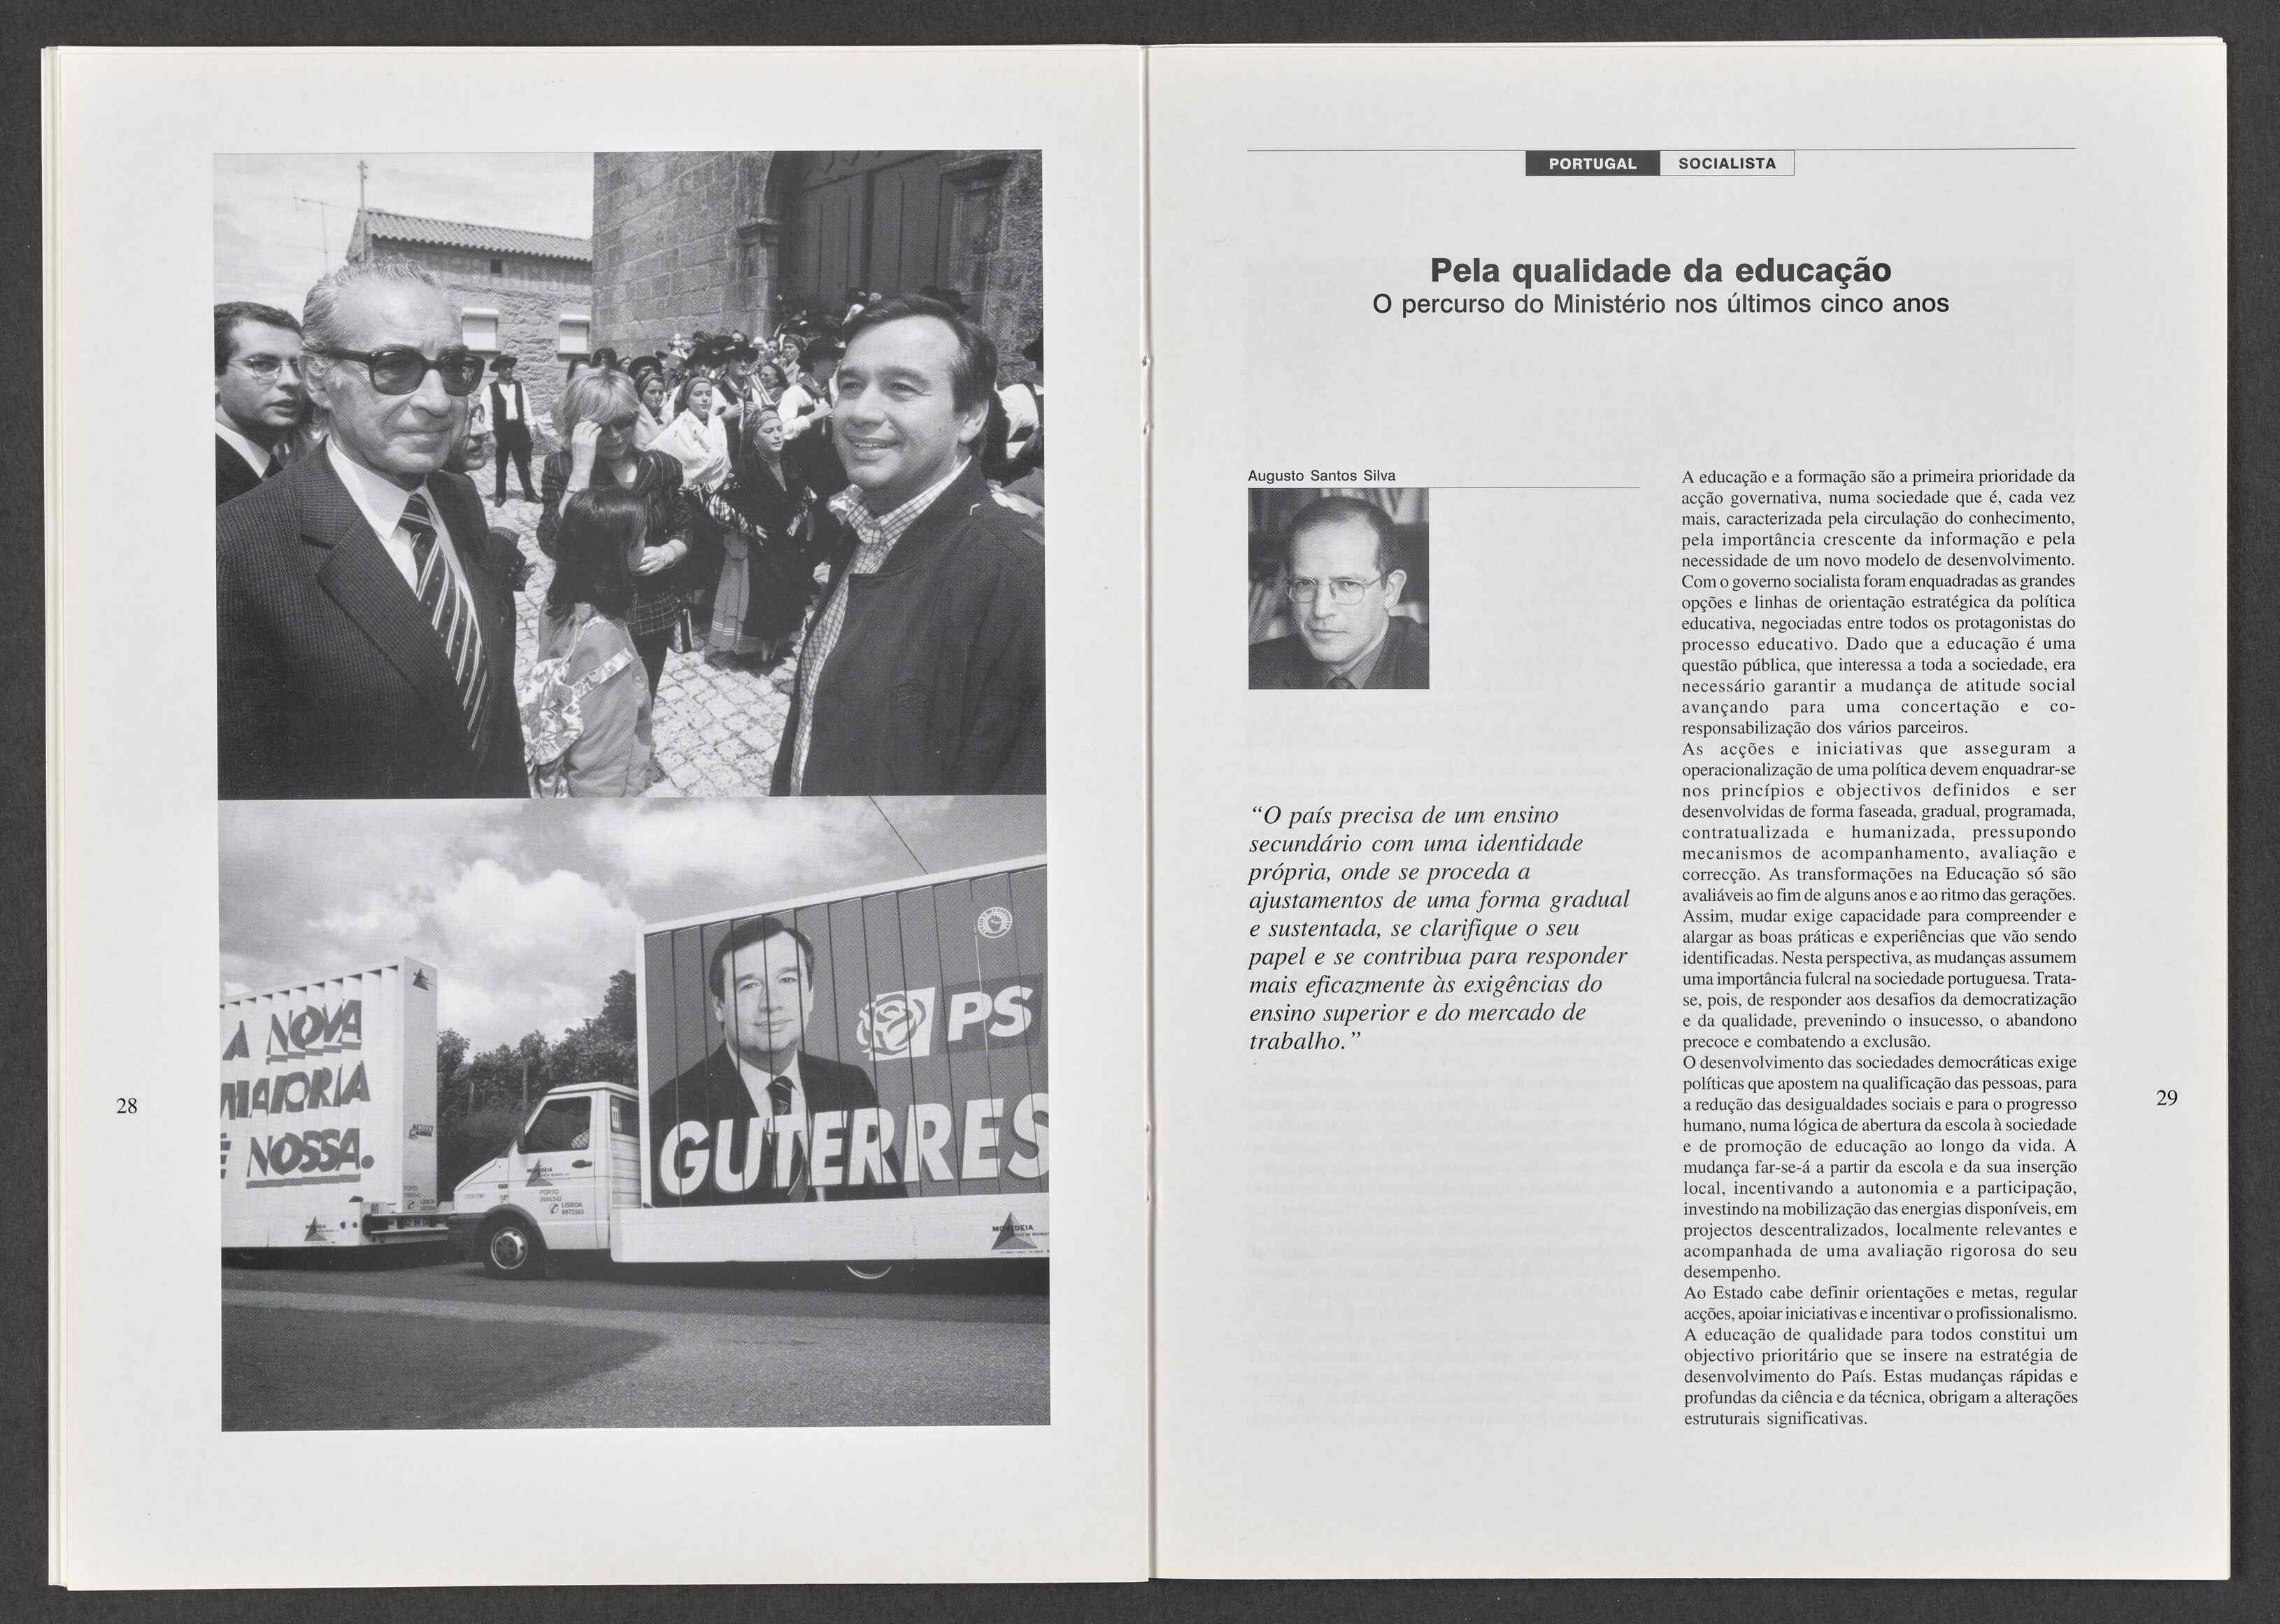 A NOVA
MAIORIA
É NOSSA.
PS
GUTERRES
PORTO
LISBOA
28
PORTUGAL SOCIALISTA
Pela qualidade da educação
O percurso do Ministério nos últimos cinco anos
Augusto Santos Silva
“O país precisa de um ensino
secundário com uma identidade
própria, onde se proceda a
ajustamentos de uma forma gradual
e sustentada, se clarifique o seu
papel e se contribua para responder
mais eficazmente às exigências do
ensino superior e do mercado de
trabalho.”
A educação e a formação são a primeira prioridade da
acção governativa, numa sociedade que é, cada vez
mais, caracterizada pela circulação do conhecimento,
pela importância crescente da informação e pela
necessidade de um novo modelo de desenvolvimento.
Com o governo socialista foram enquadradas as grandes
opções e linhas de orientação estratégica da política
educativa, negociadas entre todos os protagonistas do
processo educativo. Dado que a educação é uma
questão pública, que interessa a toda a sociedade, era
necessário garantir a mudança de atitude social
avançando para uma concertação e co-
responsabilização dos vários parceiros.
As acções e iniciativas que asseguram a
operacionalização de uma política devem enquadrar-se
nos princípios e objectivos definidos e ser
desenvolvidas de forma faseada, gradual, programada,
contratualizada e humanizada, pressupondo
mecanismos de acompanhamento, avaliação e
correcção. As transformações na Educação só são
avaliáveis ao fim de alguns anos e ao ritmo das gerações.
Assim, mudar exige capacidade para compreender e
alargar as boas práticas e experiências que vão sendo
identificadas. Nesta perspectiva, as mudanças assumem
uma importância fulcral na sociedade portuguesa. Trata-
se, pois, de responder aos desafios da democratização
e da qualidade, prevenindo o insucesso, o abandono
precoce e combatendo a exclusão.
O desenvolvimento das sociedades democráticas exige
políticas que apostem na qualificação das pessoas, para
a redução das desigualdades sociais e para o progresso
humano, numa lógica de abertura da escola à sociedade
e de promoção de educação ao longo da vida. A
mudança far-se-á a partir da escola e da sua inserção
local, incentivando a autonomia e a participação,
investindo na mobilização das energias disponíveis, em
projectos descentralizados, localmente relevantes e
acompanhada de uma avaliação rigorosa do seu
desempenho.
Ao Estado cabe definir orientações e metas, regular
acções, apoiar iniciativas e incentivar o profissionalismo.
A educação de qualidade para todos constitui um
objectivo prioritário que se insere na estratégia de
desenvolvimento do País. Estas mudanças rápidas e
profundas da ciência e da técnica, obrigam a alterações
estruturais significativas.
29